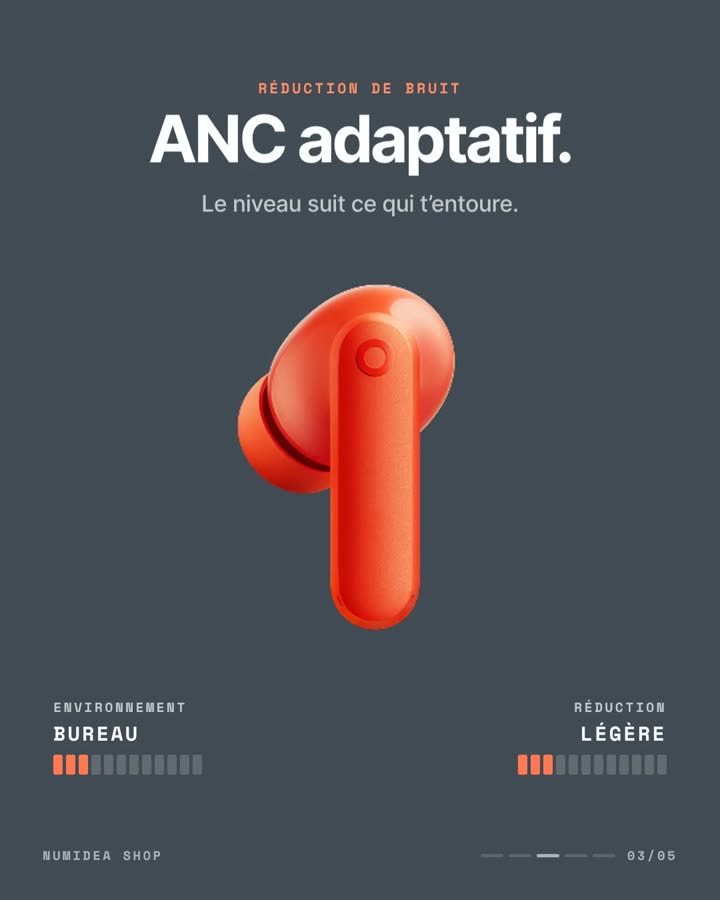 RÉDUCTION DE BRUIT
ANC adaptatif.
Le niveau suit ce qui t’entoure.
ENVIRONNEMENT
BUREAU
RÉDUCTION
LÉGÈRE
NUMIDEA SHOP
03/05